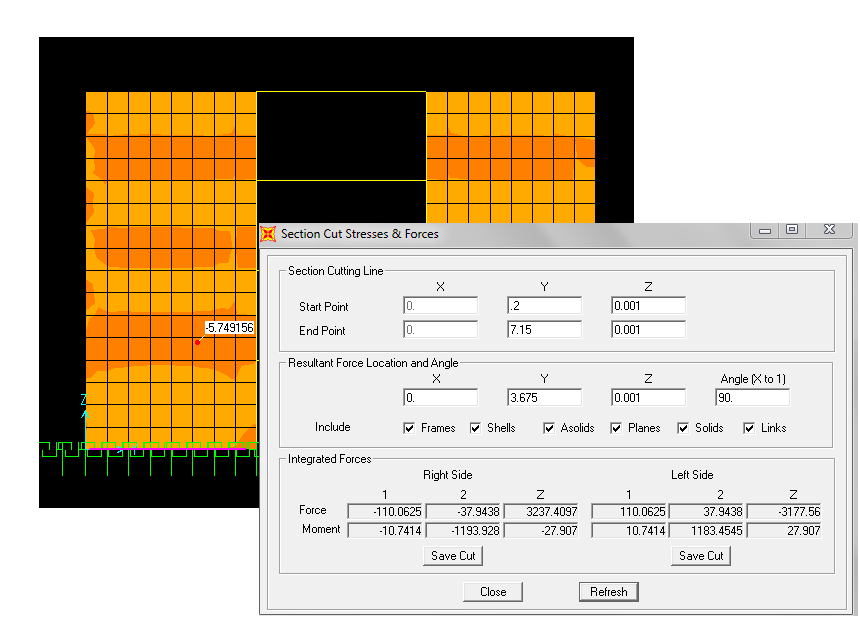 -5.749156
Z
Section Cut Stresses & Forces
Section Cutting Line
X Y Z
Start Point 0. .2 0.001
End Point 0. 7.15 0.001
Resultant Force Location and Angle
X Y Z Angle (X to 1)
0. 3.675 0.001 90.
Include Frames Shells Asolids Planes Solids Links
Integrated Forces
Right Side Left Side
1 2 Z 1 2 Z
Force -110.0625 -37.9438 3237.4097 110.0625 37.9438 -3177.56
Moment -10.7414 -1193.928 -27.907 10.7414 1183.4545 27.907
Save Cut Save Cut
Close Refresh